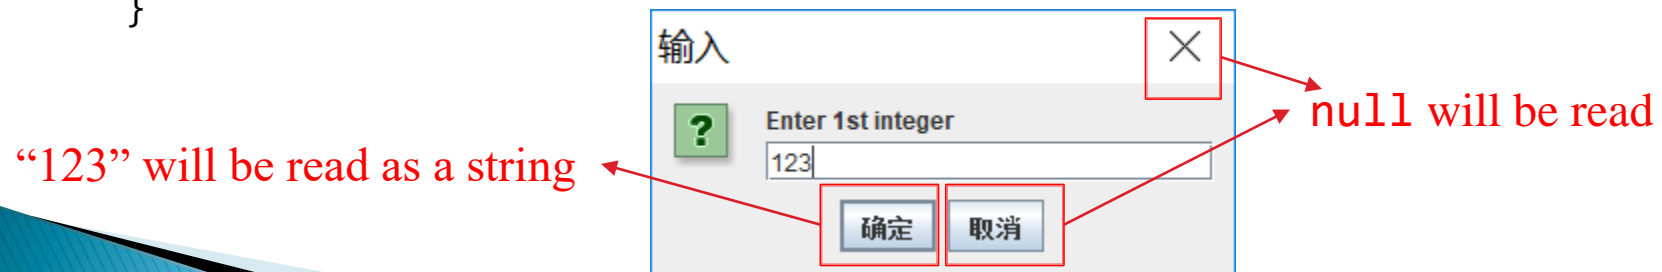 }
输入
? Enter 1st integer
null will be read
“123” will be read as a string
123
确定 取消